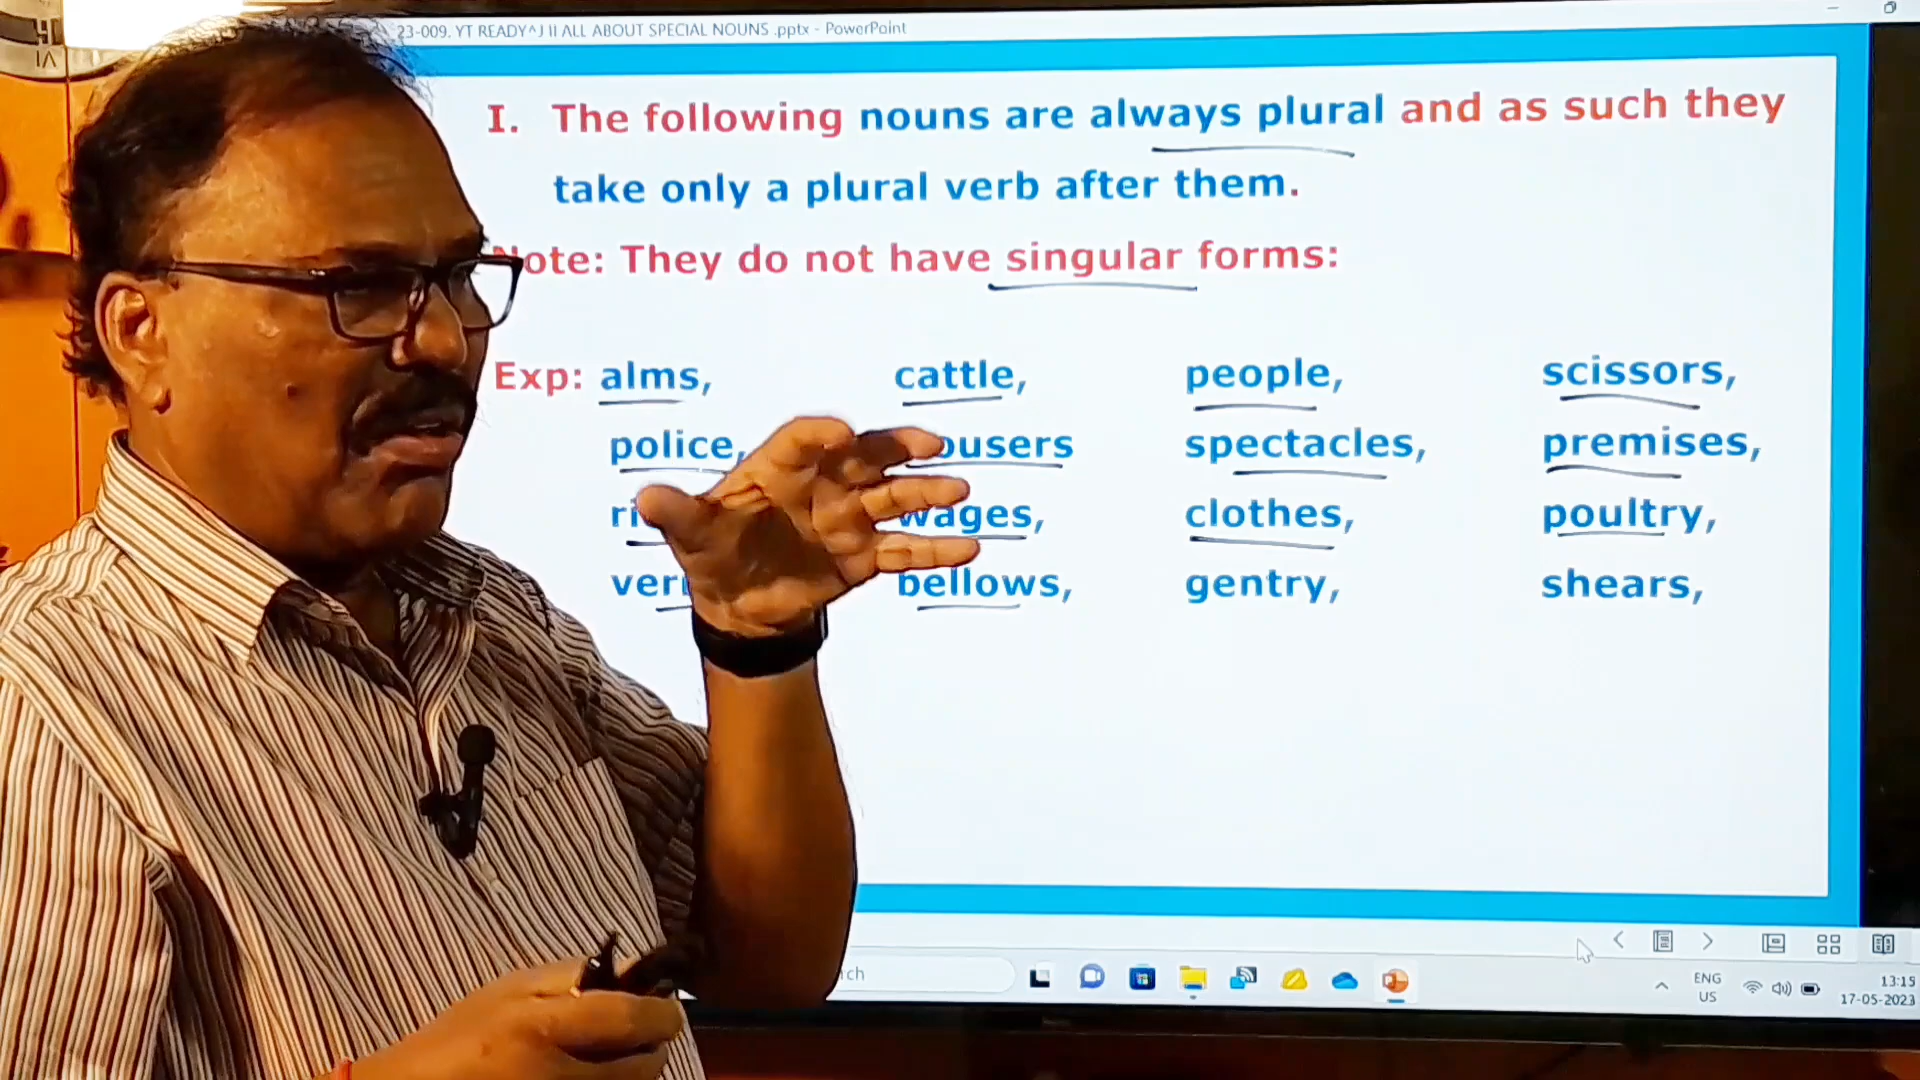 23-009. YT READY^J II ALL ABOUT SPECIAL NOUNS .pptx - PowerPoint
I. The following nouns are always plural and as such they
take only a plural verb after them.
Note: They do not have singular forms:
Exp: alms, cattle, people, scissors,
police, trousers spectacles, premises,
wages, clothes, poultry,
bellows, gentry, shears,
ENG
US
13:15
17-05-2023